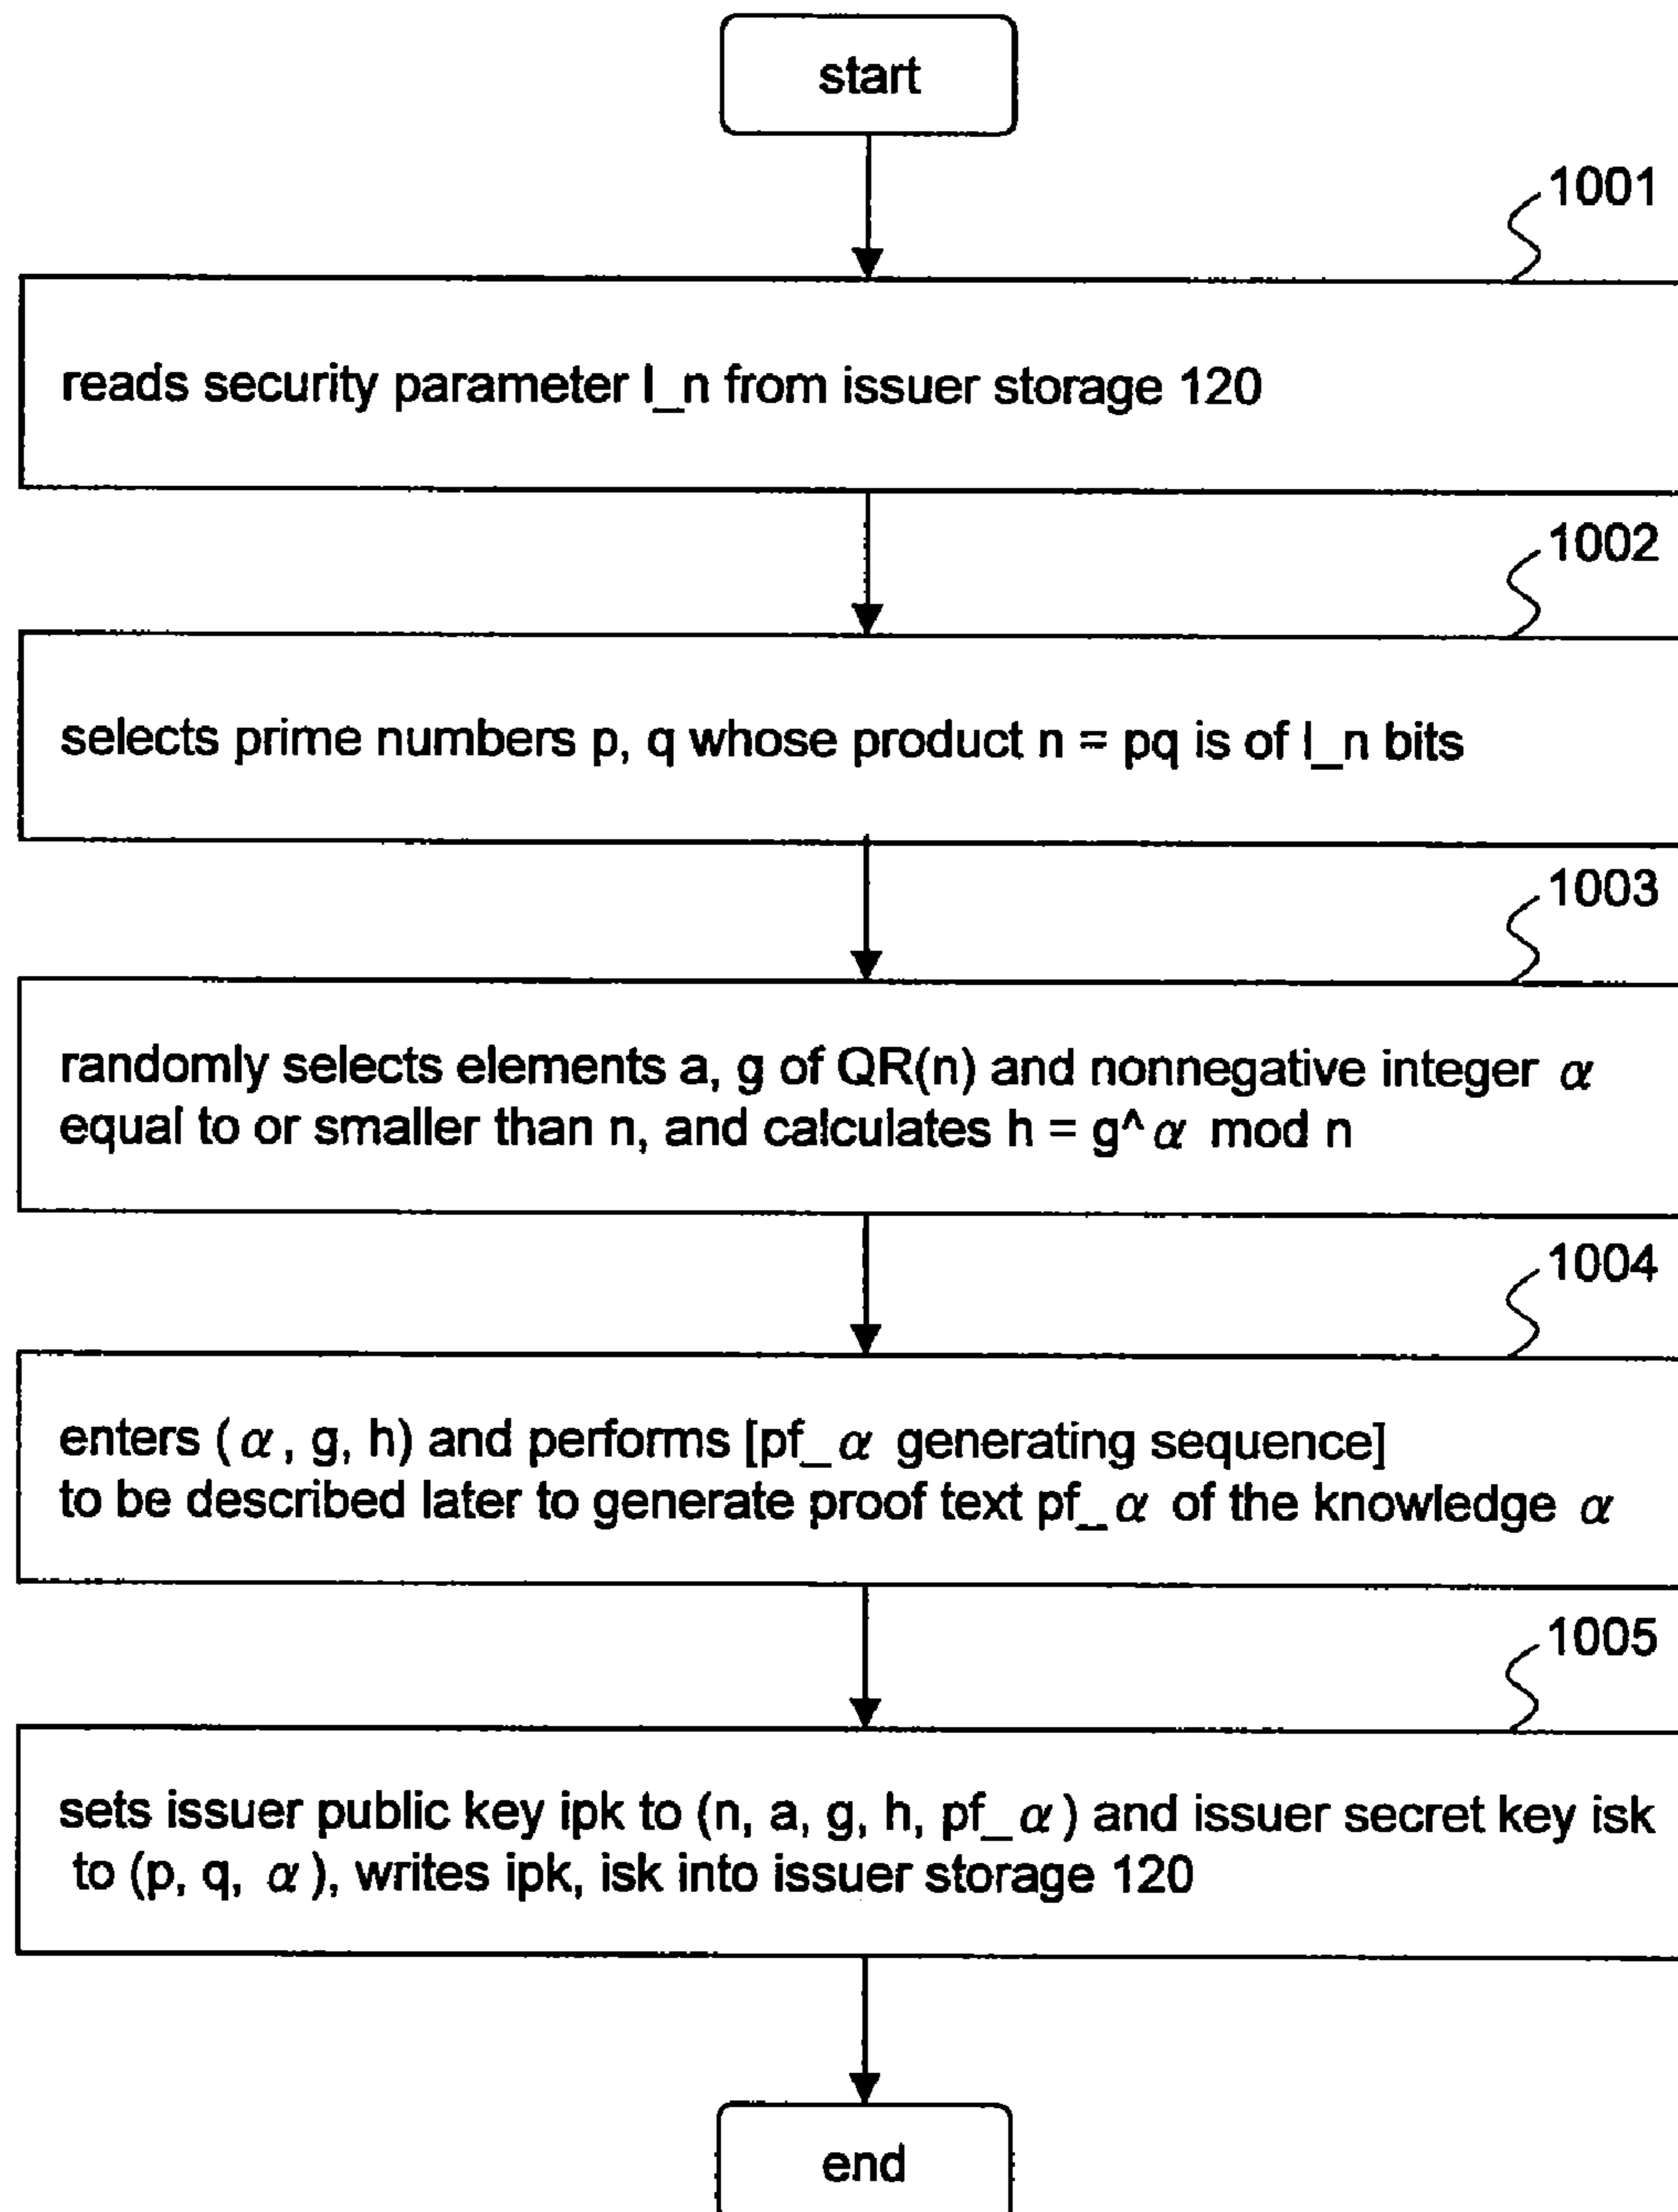 start
1001
reads security parameter l_n from issuer storage 120
1002
selects prime numbers p, q whose product n = pq is of l_n bits
1003
randomly selects elements a, g of QR(n) and nonnegative integer α
equal to or smaller than n, and calculates h = g^α mod n
1004
enters (α, g, h) and performs [pf_α generating sequence]
to be described later to generate proof text pf_α of the knowledge α
1005
sets issuer public key ipk to (n, a, g, h, pf_α) and issuer secret key isk
to (p, q, α), writes ipk, isk into issuer storage 120
end